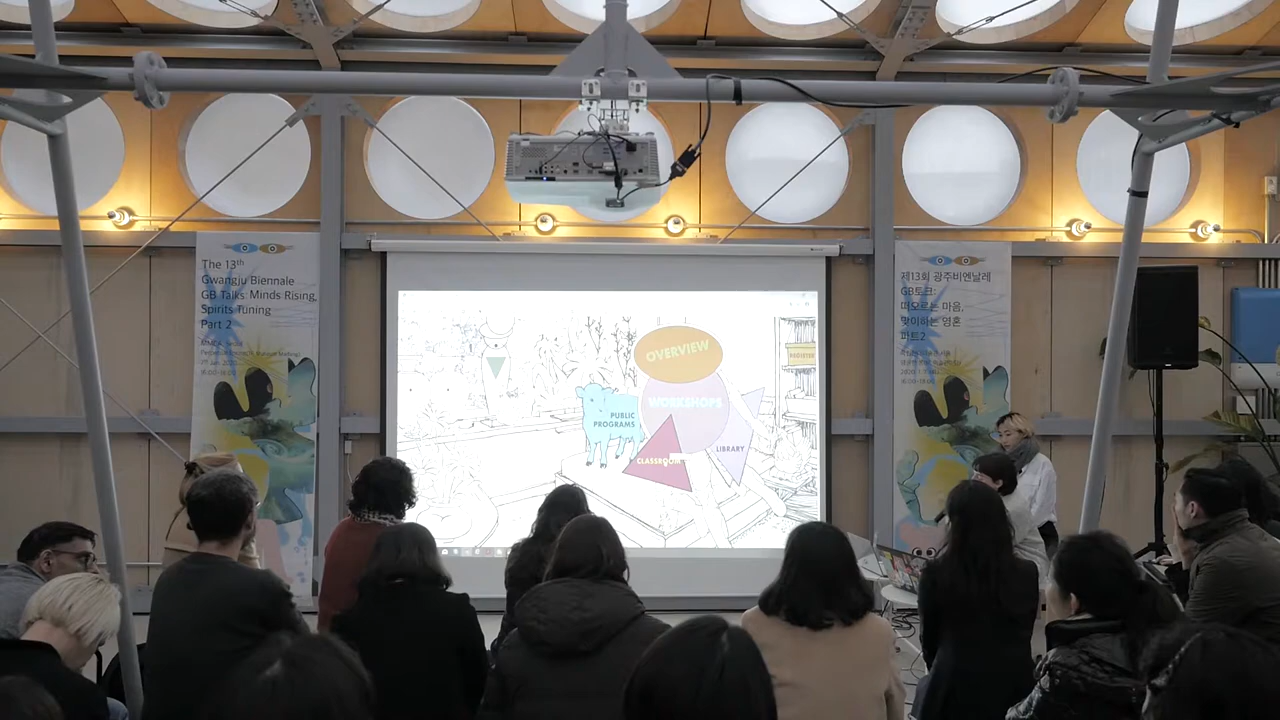 The 13th
Gwangju Biennale
GB Talks: Minds Rising,
Spirits Tuning
Part 2
제13회 광주비엔날레
GB토크:
떠오르는 마음,
맞이하는 영혼
파트2
OVERVIEW
WORKSHOPS
PUBLIC
PROGRAMS
CLASSROOM
LIBRARY
REGISTER